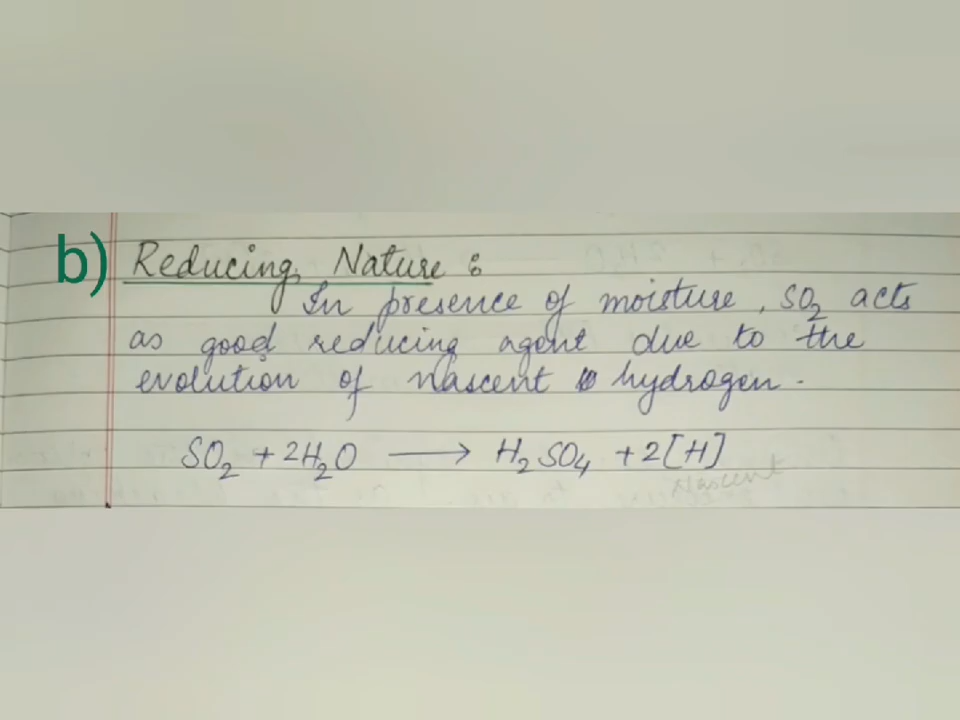 b) Reducing Nature :
In presence of moisture, SO₂ acts
as good reducing agent due to the
evolution of nascent hydrogen.
SO₂ + 2H₂O ⟶ H₂SO₄ + 2[H]
Nascent